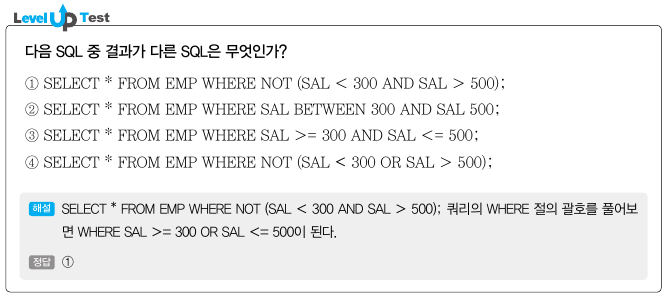 Level Up Test
다음 SQL 중 결과가 다른 SQL은 무엇인가?
① SELECT * FROM EMP WHERE NOT (SAL < 300 AND SAL > 500);
② SELECT * FROM EMP WHERE SAL BETWEEN 300 AND SAL 500;
③ SELECT * FROM EMP WHERE SAL >= 300 AND SAL <= 500;
④ SELECT * FROM EMP WHERE NOT (SAL < 300 OR SAL > 500);
해설 SELECT * FROM EMP WHERE NOT (SAL < 300 AND SAL > 500); 쿼리의 WHERE 절의 괄호를 풀어보
면 WHERE SAL >= 300 OR SAL <= 500이 된다.
정답 ①